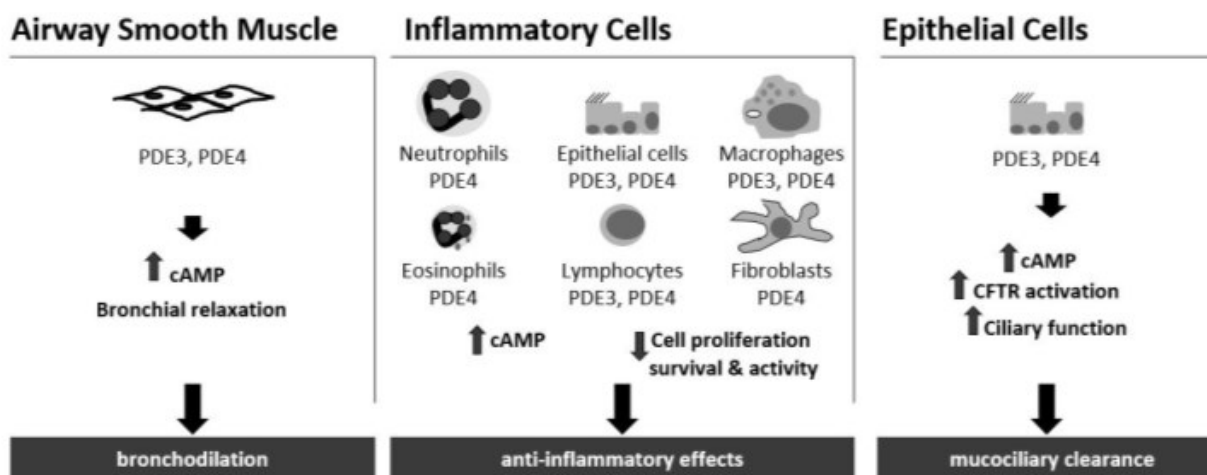 Airway Smooth Muscle
PDE3, PDE4
cAMP
Bronchial relaxation
bronchodilation
Inflammatory Cells
Neutrophils
PDE4
Epithelial cells
PDE3, PDE4
Macrophages
PDE3, PDE4
Eosinophils
PDE4
Lymphocytes
PDE3, PDE4
Fibroblasts
PDE4
cAMP
Cell proliferation
survival & activity
anti-inflammatory effects
Epithelial Cells
PDE3, PDE4
cAMP
CFTR activation
Ciliary function
mucociliary clearance